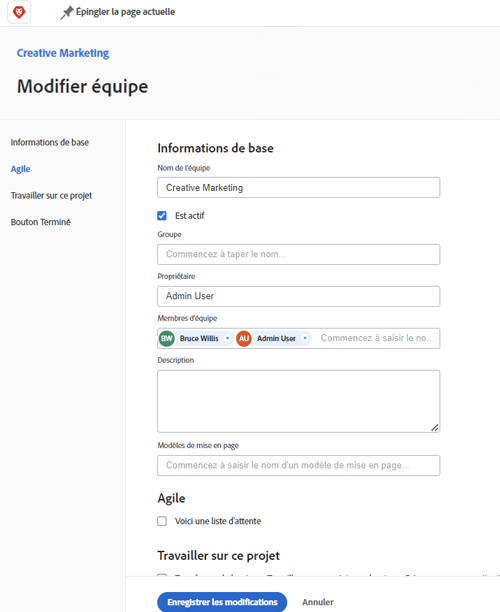 Épingler la page actuelle
Creative Marketing
Modifier équipe
Informations de base
Agile
Travailler sur ce projet
Bouton Terminé
Informations de base
Nom de l'équipe
Creative Marketing
Est actif
Groupe
Commencez à taper le nom...
Propriétaire
Admin User
Membres d'équipe
BW Bruce Willis AU Admin User Commencez à saisir le no...
Description
Modèles de mise en page
Commencez à saisir le nom d'un modèle de mise en page...
Agile
Voici une liste d'attente
Travailler sur ce projet
Enregistrer les modifications Annuler